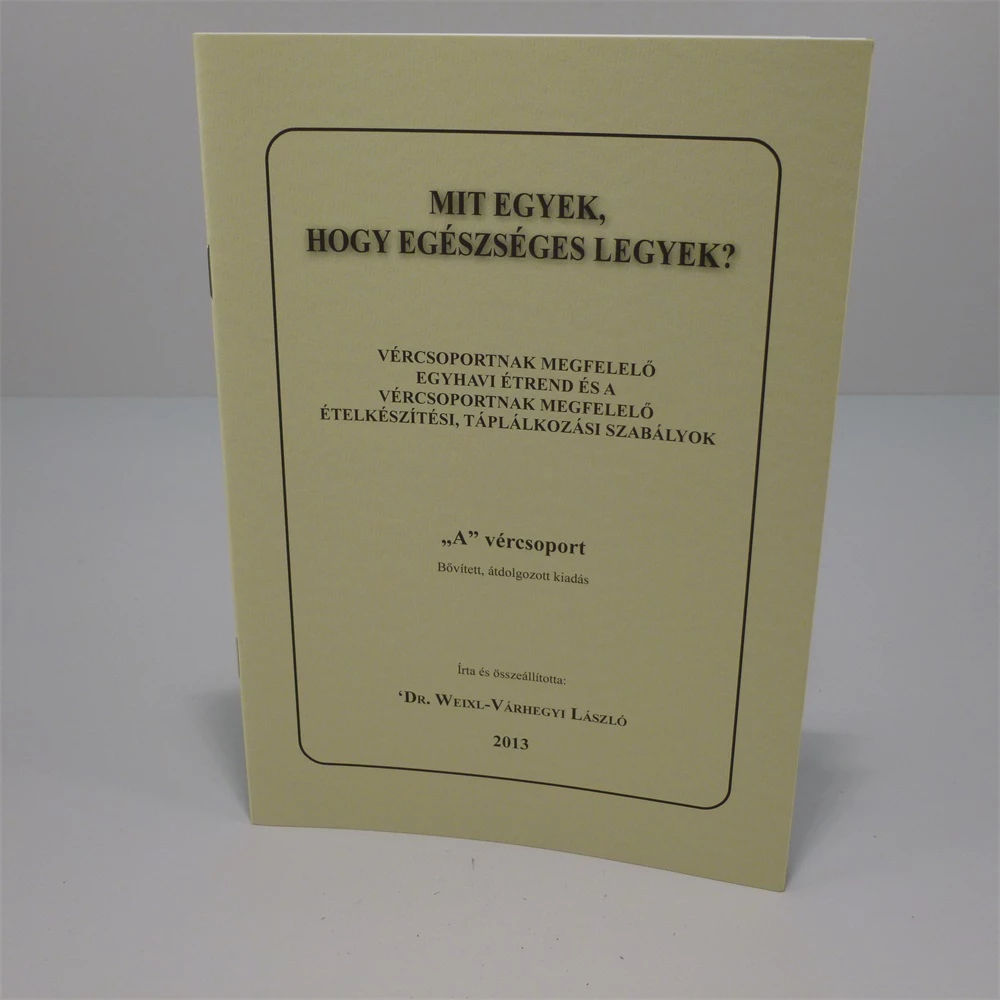 MIT EGYEK,
HOGY EGÉSZSÉGES LEGYEK?
VÉRCSOPORTNAK MEGFELELŐ
EGYHAVI ÉTREND ÉS A
VÉRCSOPORTNAK MEGFELELŐ
ÉTELKÉSZÍTÉSI, TÁPLÁLKOZÁSI SZABÁLYOK
„A” vércsoport
Bővített, átdolgozott kiadás
Írta és összeállította:
‘DR. WEIXL-VÁRHEGYI LÁSZLÓ
2013